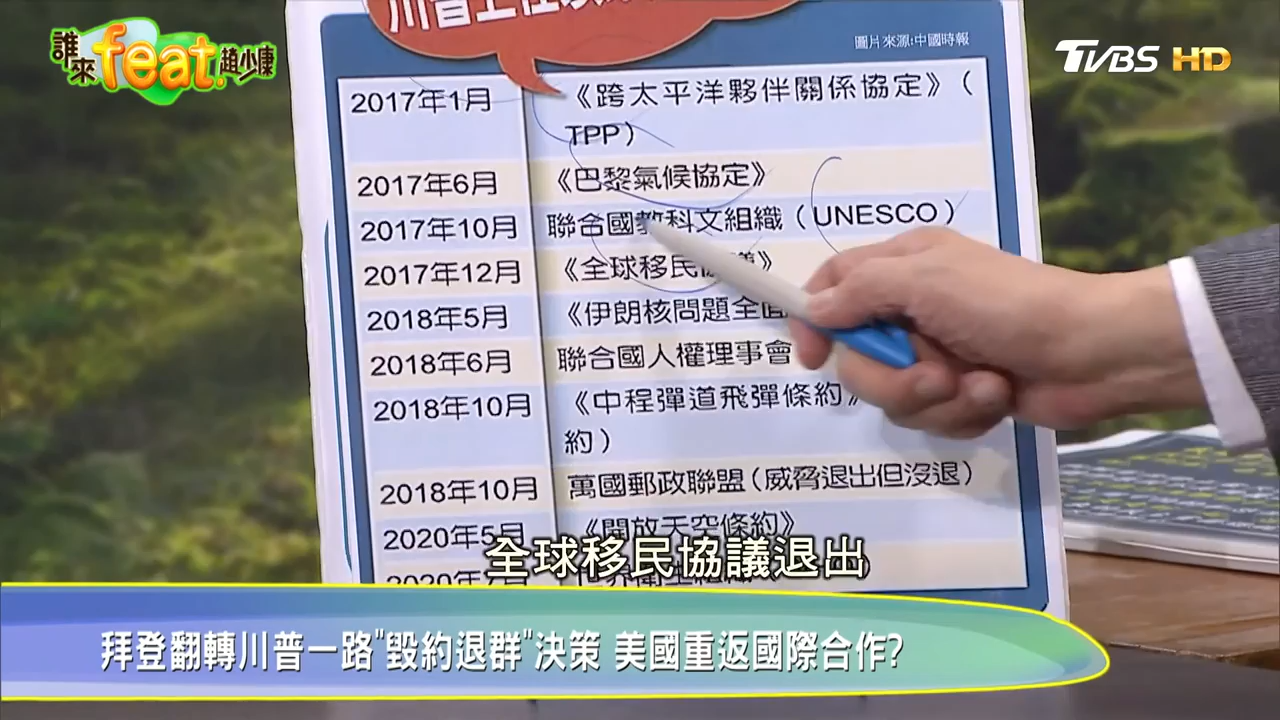 誰來feat.趙少康
TVBS HD
圖片來源:中國時報
2017年1月 《跨太平洋夥伴關係協定》(
TPP)
2017年6月 《巴黎氣候協定》
2017年10月 聯合國教科文組織(UNESCO)
2017年12月 《全球移民協議》
2018年5月 《伊朗核問題全面
2018年6月 聯合國人權理事會
2018年10月 《中程彈道飛彈條約》
約)
2018年10月 萬國郵政聯盟(威脅退出但沒退)
2020年5月 《開放天空條約》
全球移民協議退出
拜登翻轉川普一路"毀約退群"決策 美國重返國際合作?